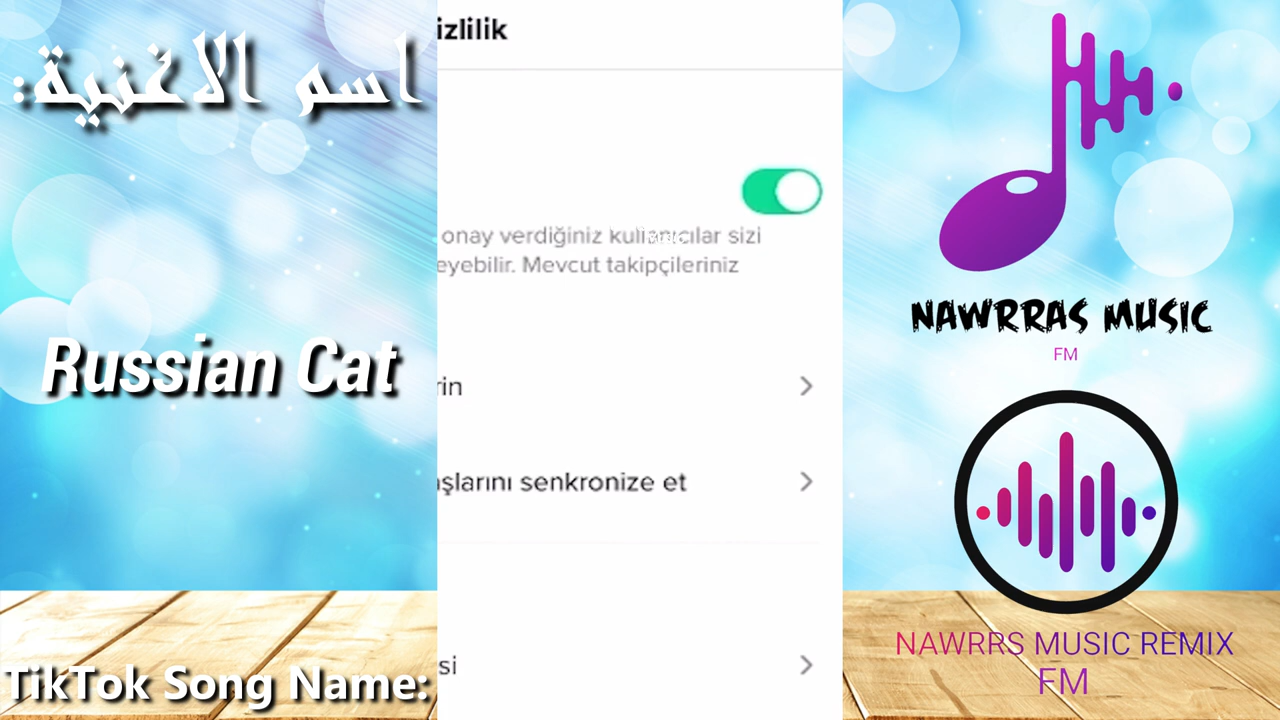 اسم الاغنية:
Russian Cat
TikTok Song Name:
izlilik
onay verdiğiniz kullanıcılar sizi
eyebilir. Mevcut takipçileriniz
rin
aşlarını senkronize et
si
NAWRRAS MUSIC
FM
NAWRRS MUSIC REMIX
FM